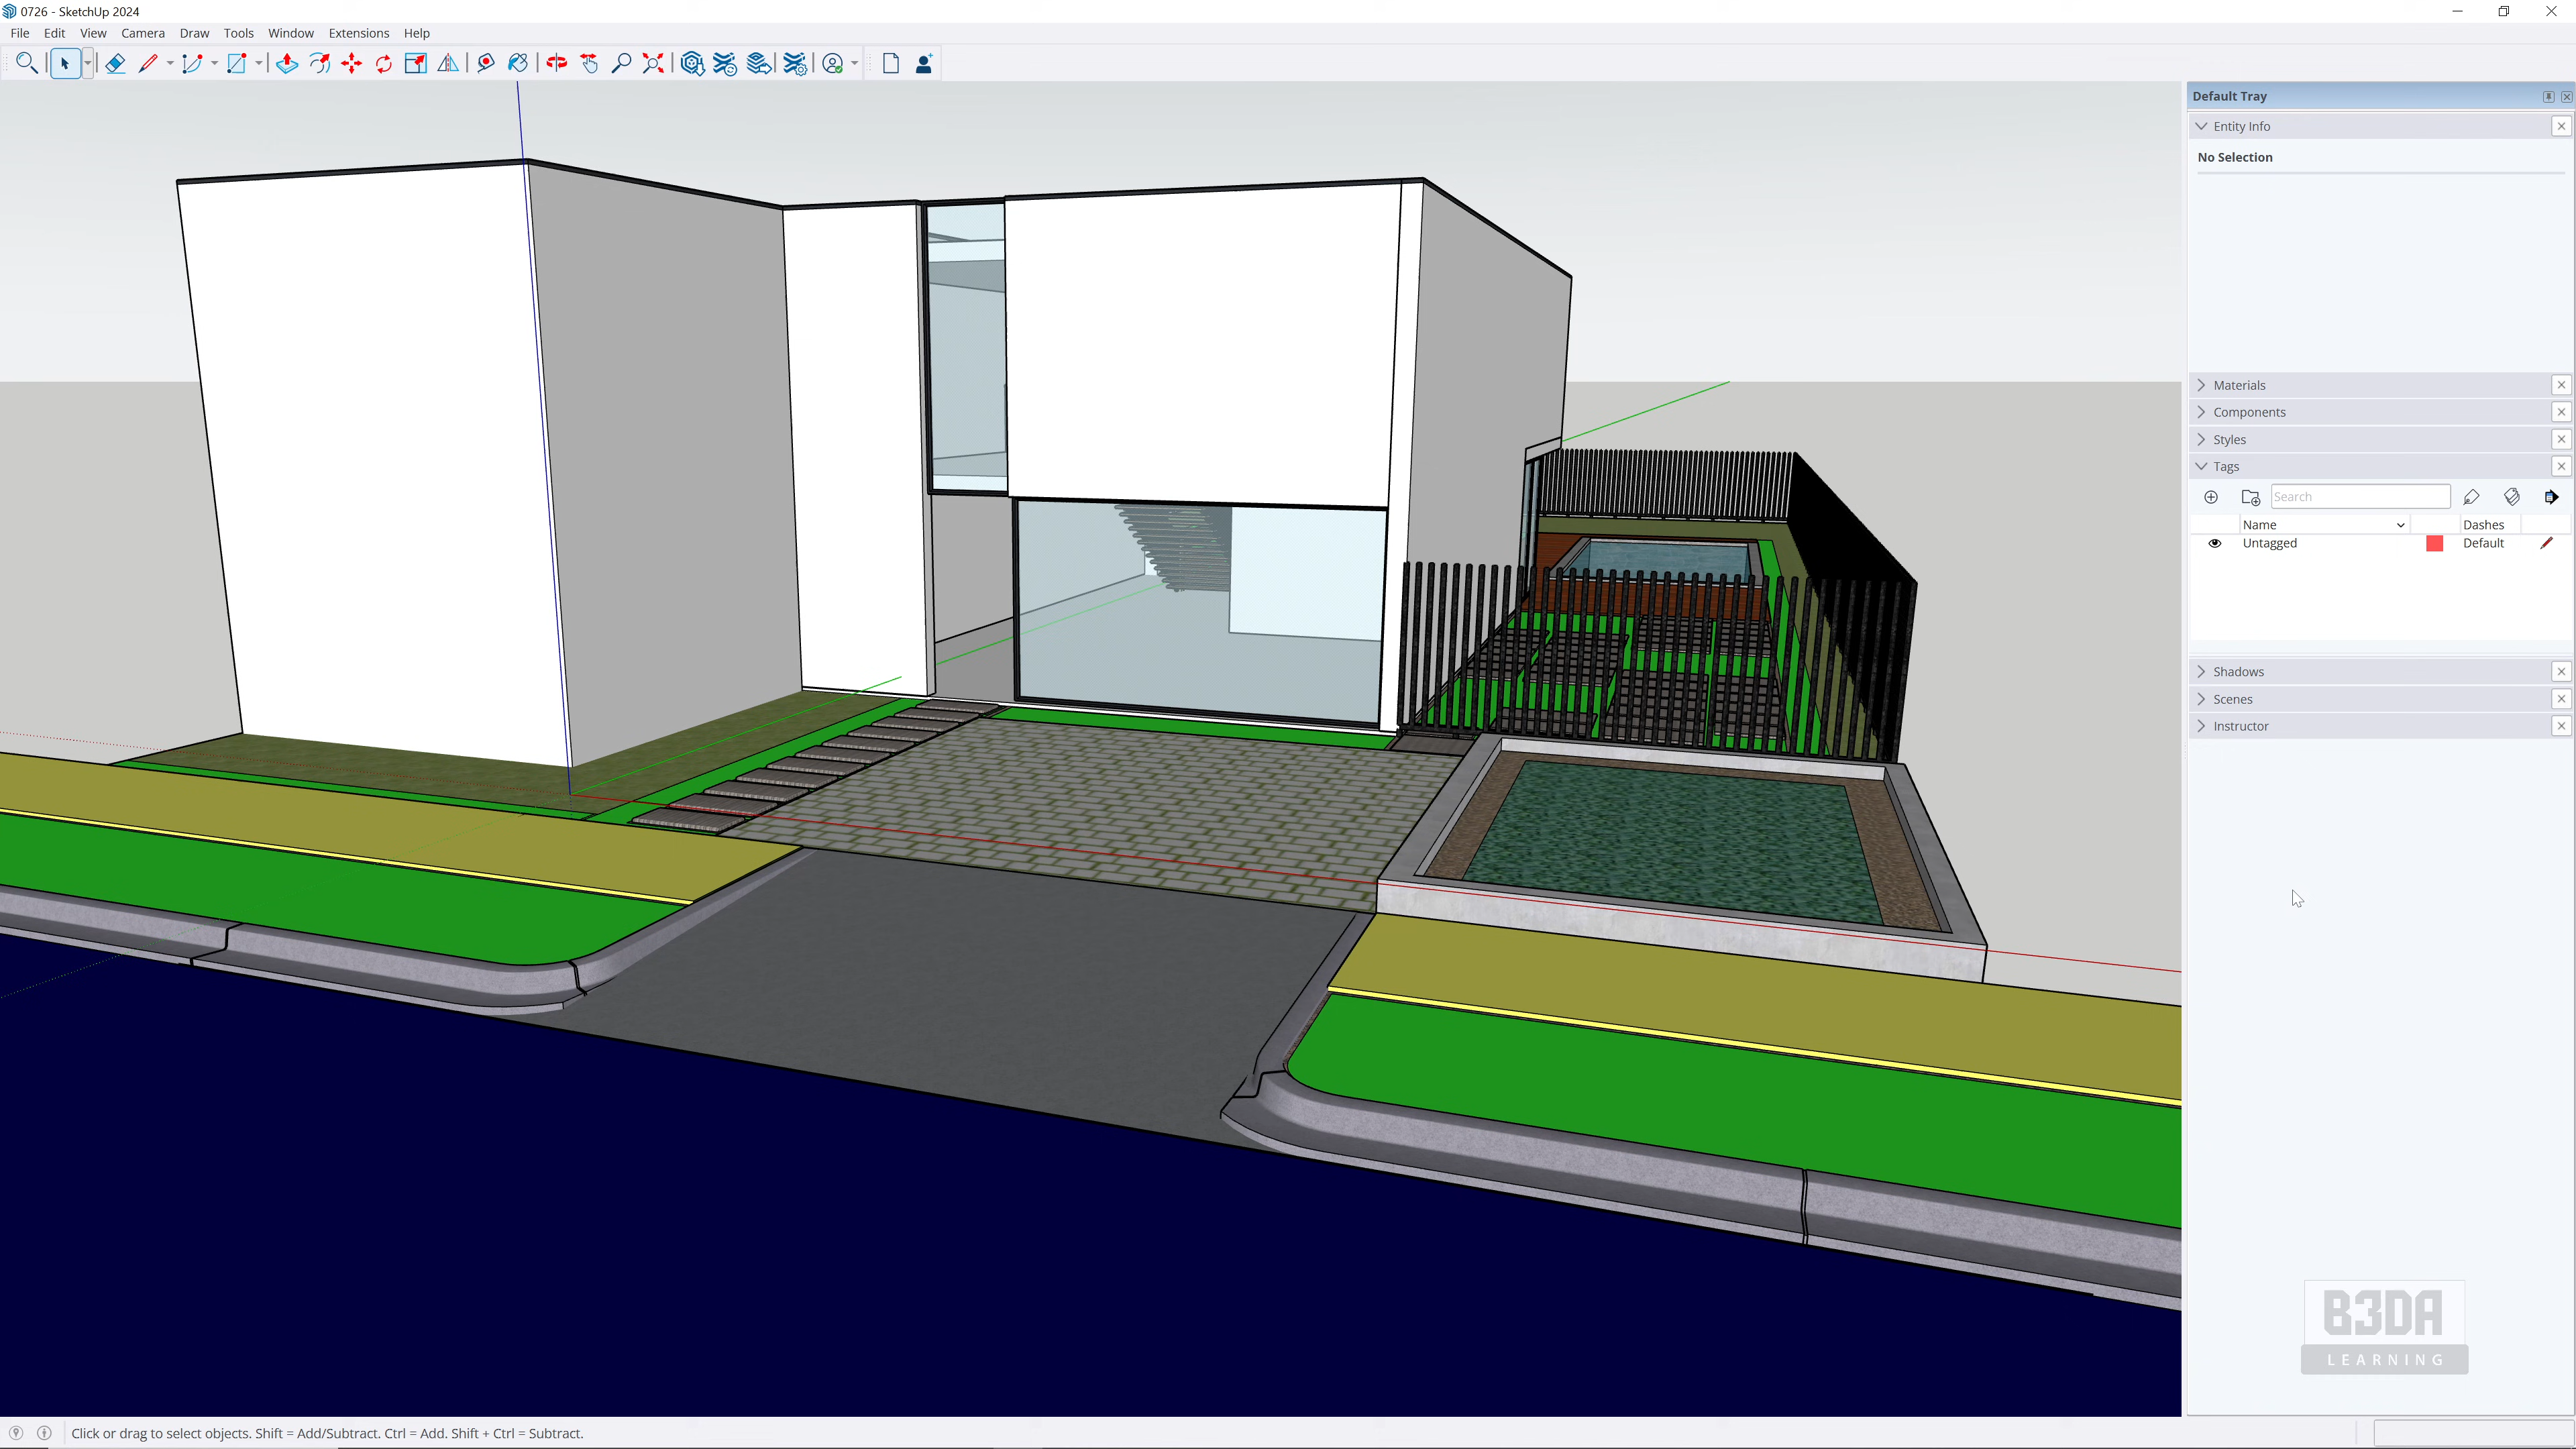 0726 - SketchUp 2024
File Edit View Camera Draw Tools Window Extensions Help
Default Tray
Entity Info
No Selection
Materials
Components
Styles
Tags
Search
Name Dashes
Untagged Default
Shadows
Scenes
Instructor
B3DA
LEARNING
Click or drag to select objects. Shift = Add/Subtract. Ctrl = Add. Shift + Ctrl = Subtract.